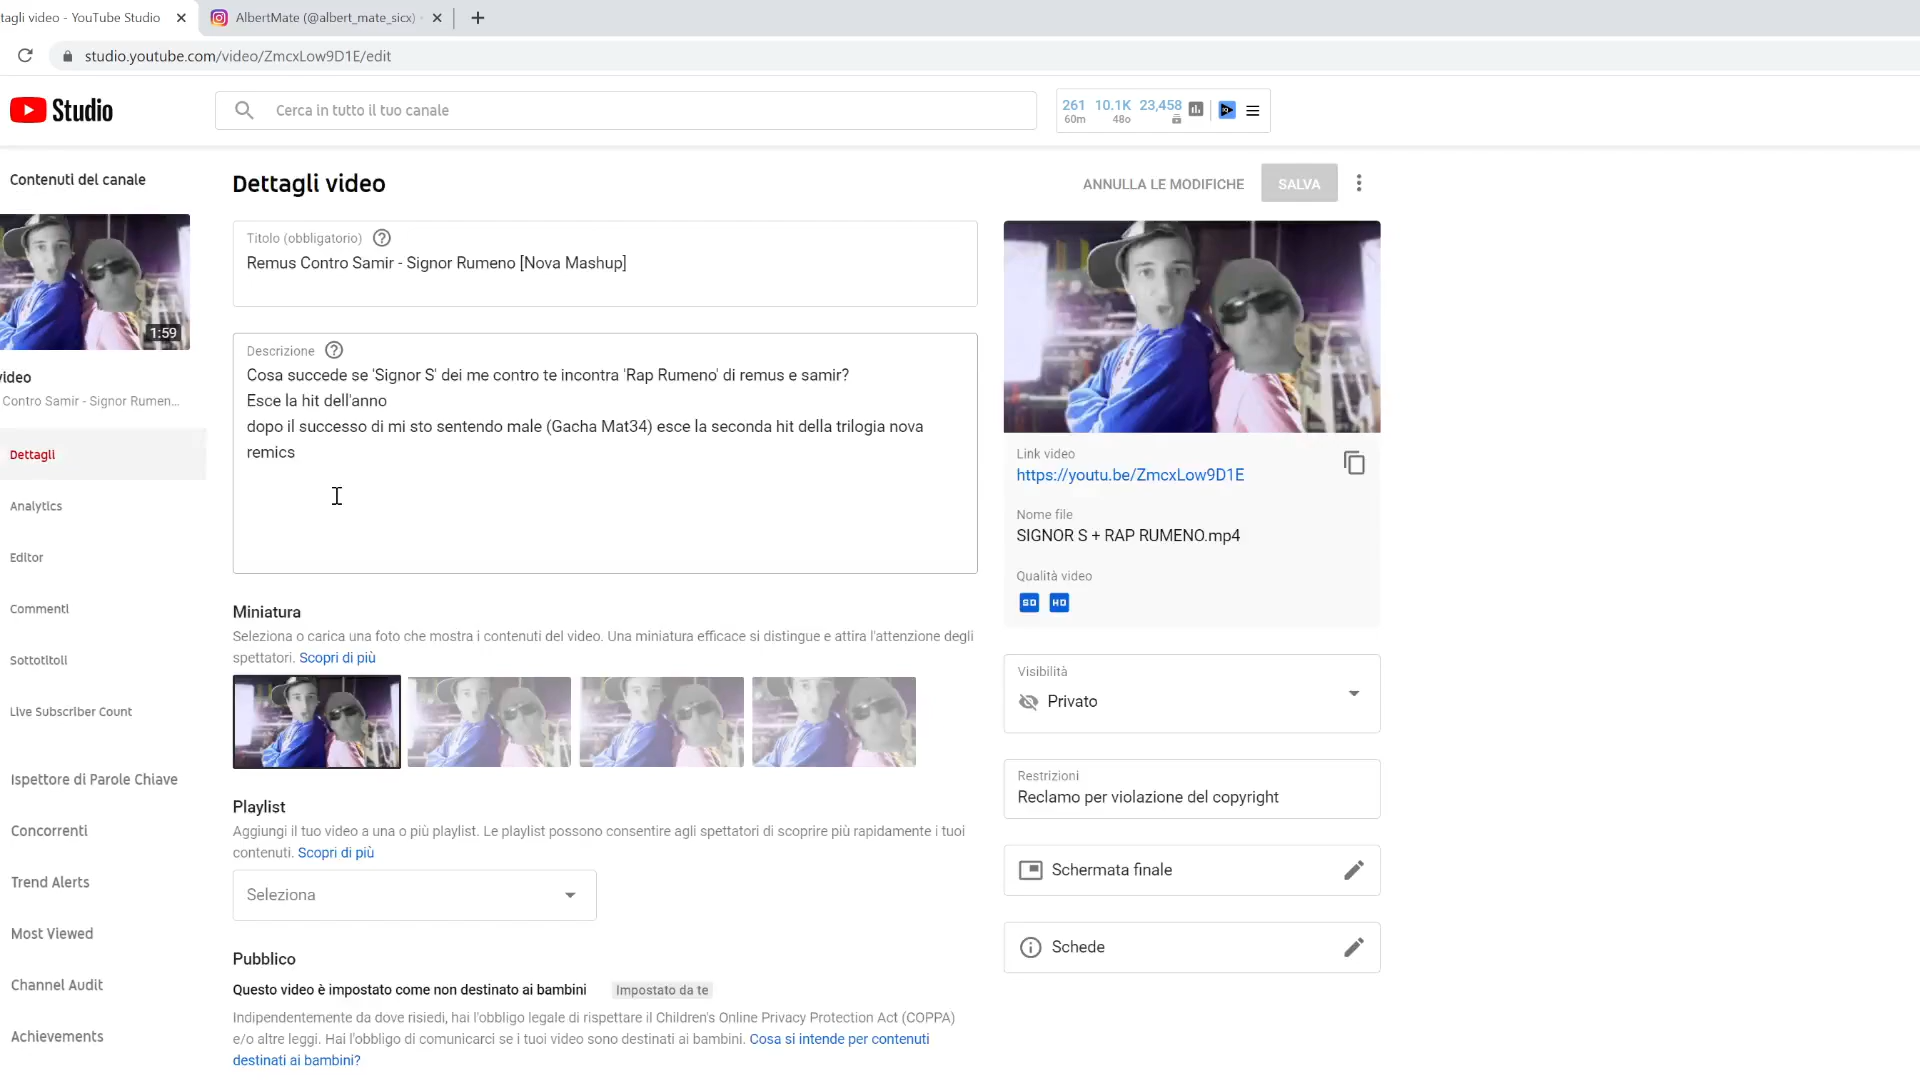 tagli video - YouTube Studio
AlbertMate (@albert_mate_sicx)
studio.youtube.com/video/ZmcxLow9D1E/edit
Studio
Cerca in tutto il tuo canale
261 10.1K 23,458
60m 48o
Contenuti del canale
Dettagli video
ANNULLA LE MODIFICHE
SALVA
Titolo (obbligatorio)
Remus Contro Samir - Signor Rumeno [Nova Mashup]
1:59
video
Contro Samir - Signor Rumen...
Descrizione
Cosa succede se 'Signor S' dei me contro te incontra 'Rap Rumeno' di remus e samir?
Esce la hit dell'anno
dopo il successo di mi sto sentendo male (Gacha Mat34) esce la seconda hit della trilogia nova
remics
Dettagli
Analytics
Editor
Commenti
Sottotitoli
Live Subscriber Count
Ispettore di Parole Chiave
Concorrenti
Trend Alerts
Most Viewed
Channel Audit
Achievements
Miniatura
Seleziona o carica una foto che mostra i contenuti del video. Una miniatura efficace si distingue e attira l'attenzione degli
spettatori. Scopri di più
Playlist
Aggiungi il tuo video a una o più playlist. Le playlist possono consentire agli spettatori di scoprire più rapidamente i tuoi
contenuti. Scopri di più
Seleziona
Pubblico
Questo video è impostato come non destinato ai bambini Impostato da te
Indipendentemente da dove risiedi, hai l'obbligo legale di rispettare il Children's Online Privacy Protection Act (COPPA)
e/o altre leggi. Hai l'obbligo di comunicarci se i tuoi video sono destinati ai bambini. Cosa si intende per contenuti
destinati ai bambini?
Link video
https://youtu.be/ZmcxLow9D1E
Nome file
SIGNOR S + RAP RUMENO.mp4
Qualità video
SD HD
Visibilità
Privato
Restrizioni
Reclamo per violazione del copyright
Schermata finale
Schede